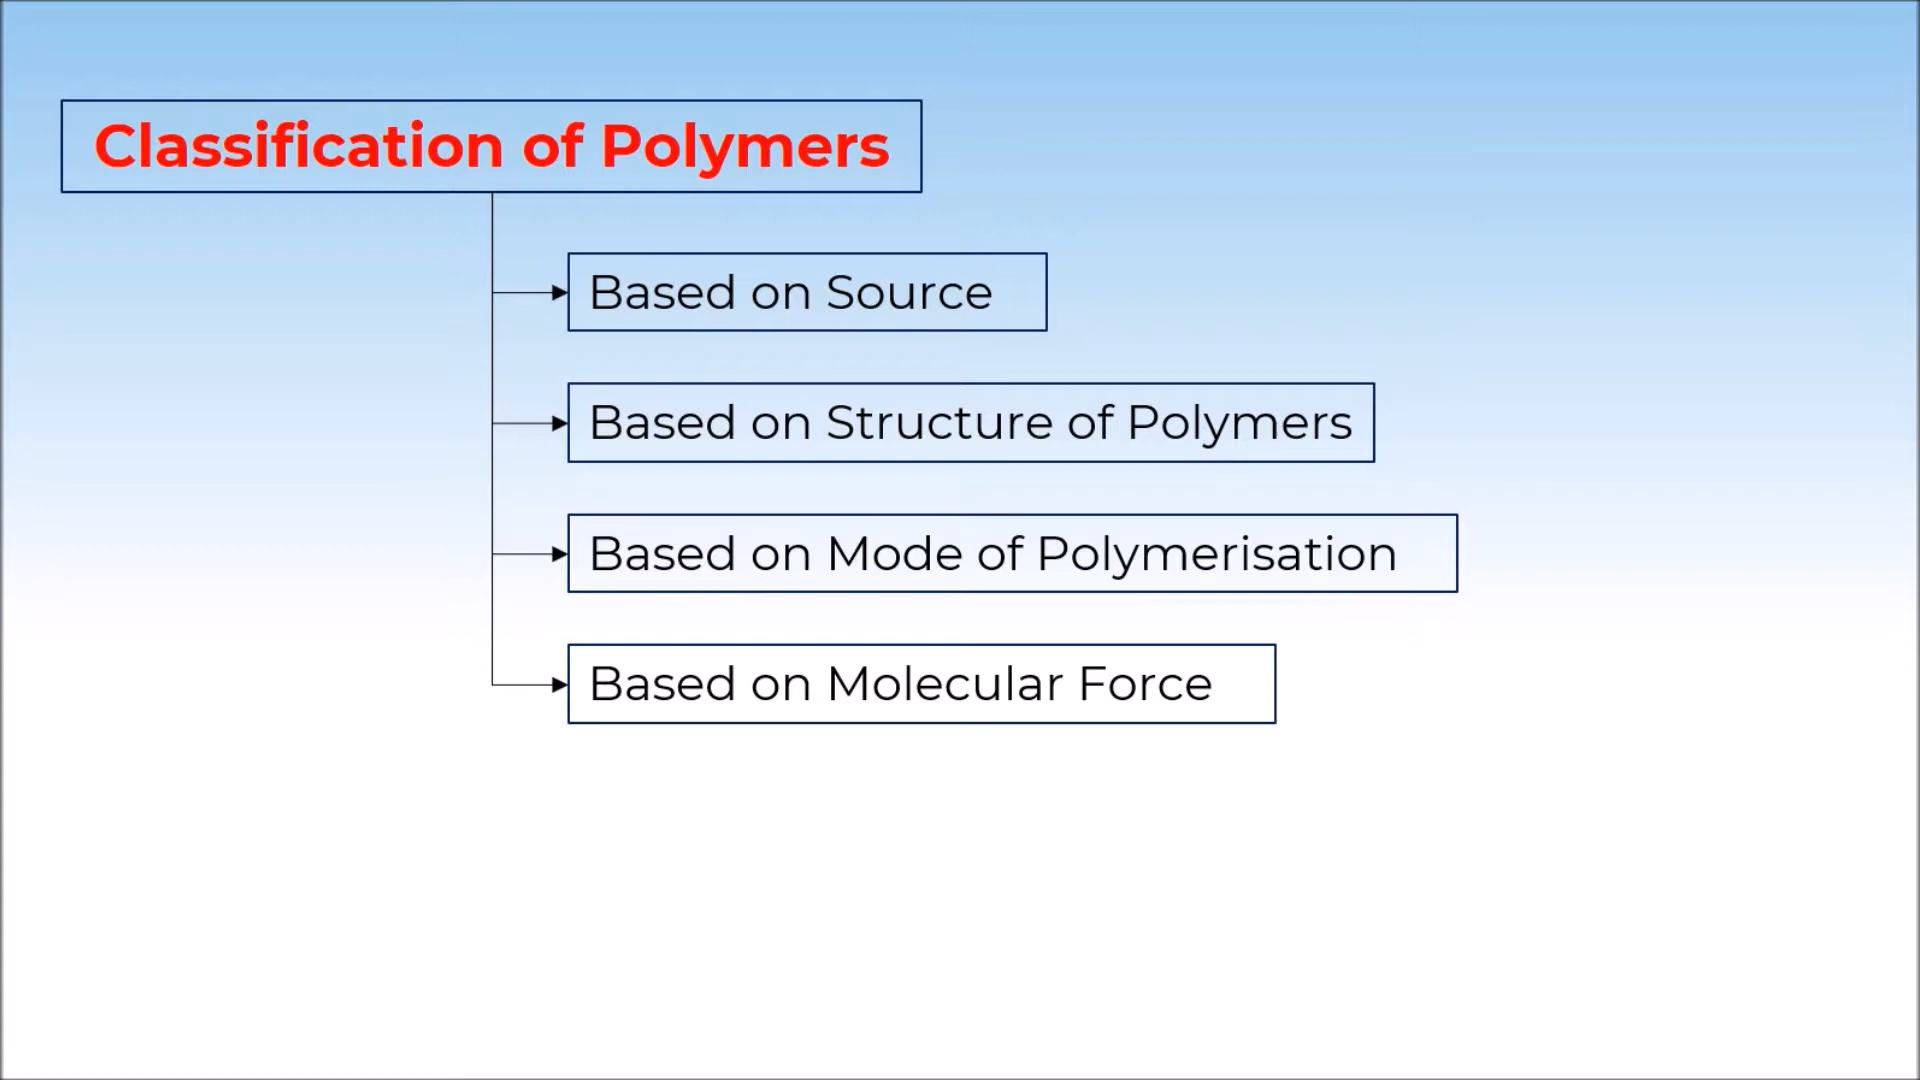 Classification of Polymers
Based on Source
Based on Structure of Polymers
Based on Mode of Polymerisation
Based on Molecular Force